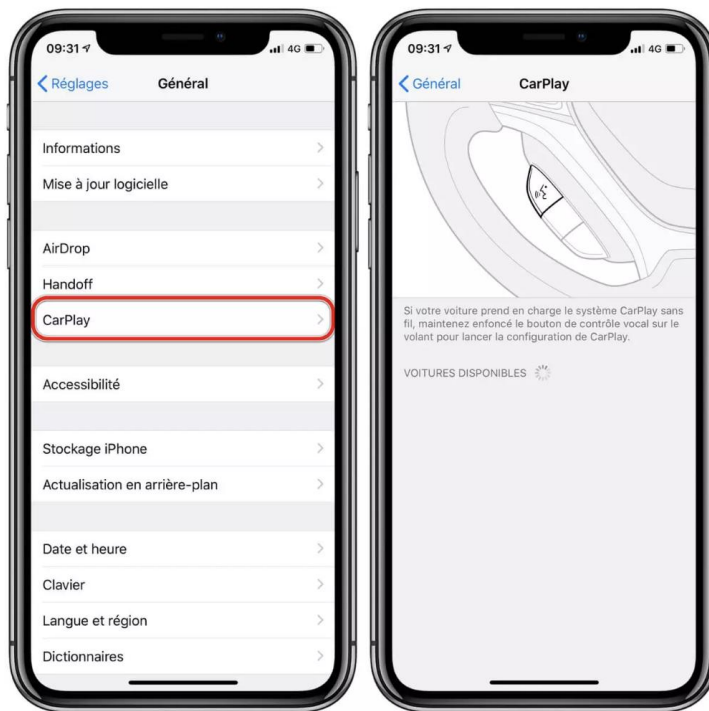 09:31
4G
Réglages
Général
Informations
Mise à jour logicielle
AirDrop
Handoff
CarPlay
Accessibilité
Stockage iPhone
Actualisation en arrière-plan
Date et heure
Clavier
Langue et région
Dictionnaires
09:31
4G
Général
CarPlay
Si votre voiture prend en charge le système CarPlay sans
fil, maintenez enfoncé le bouton de contrôle vocal sur le
volant pour lancer la configuration de CarPlay.
VOITURES DISPONIBLES